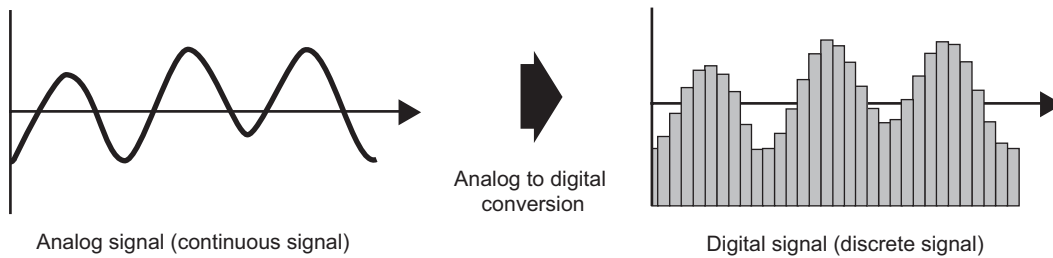 Analog to digital
conversion
Analog signal (continuous signal)
Digital signal (discrete signal)